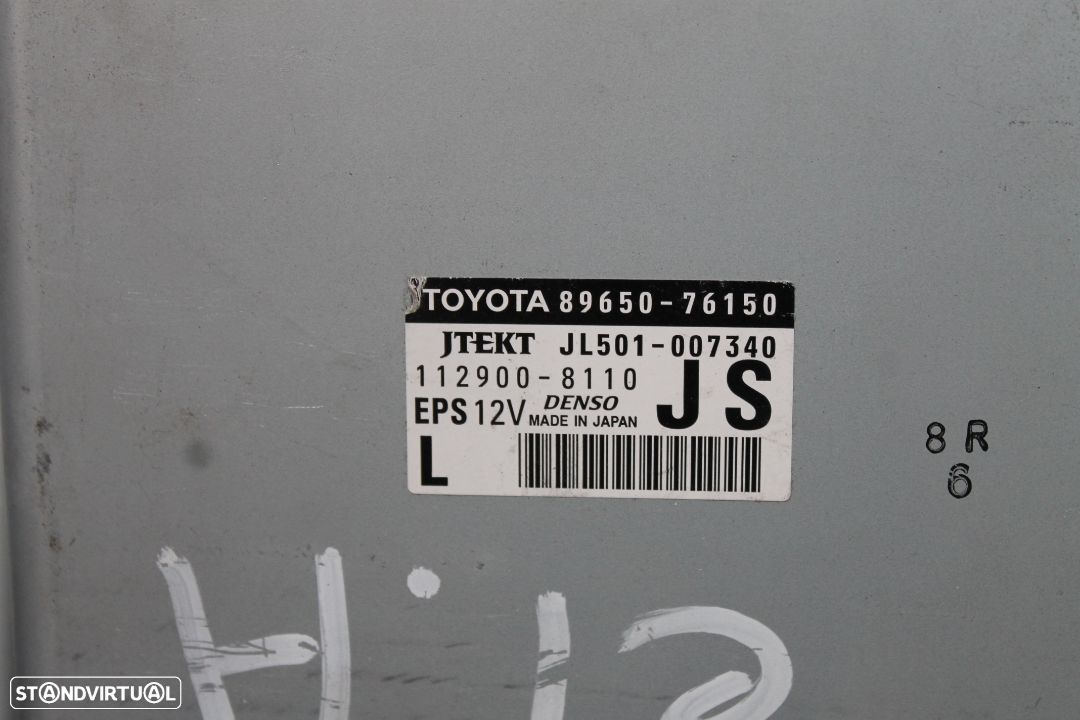 TOYOTA 89650-76150
JTEKT JL501-007340
112900-8110
JS
EPS 12V DENSO
MADE IN JAPAN
L
8 R
6
STANDVIRTUAL